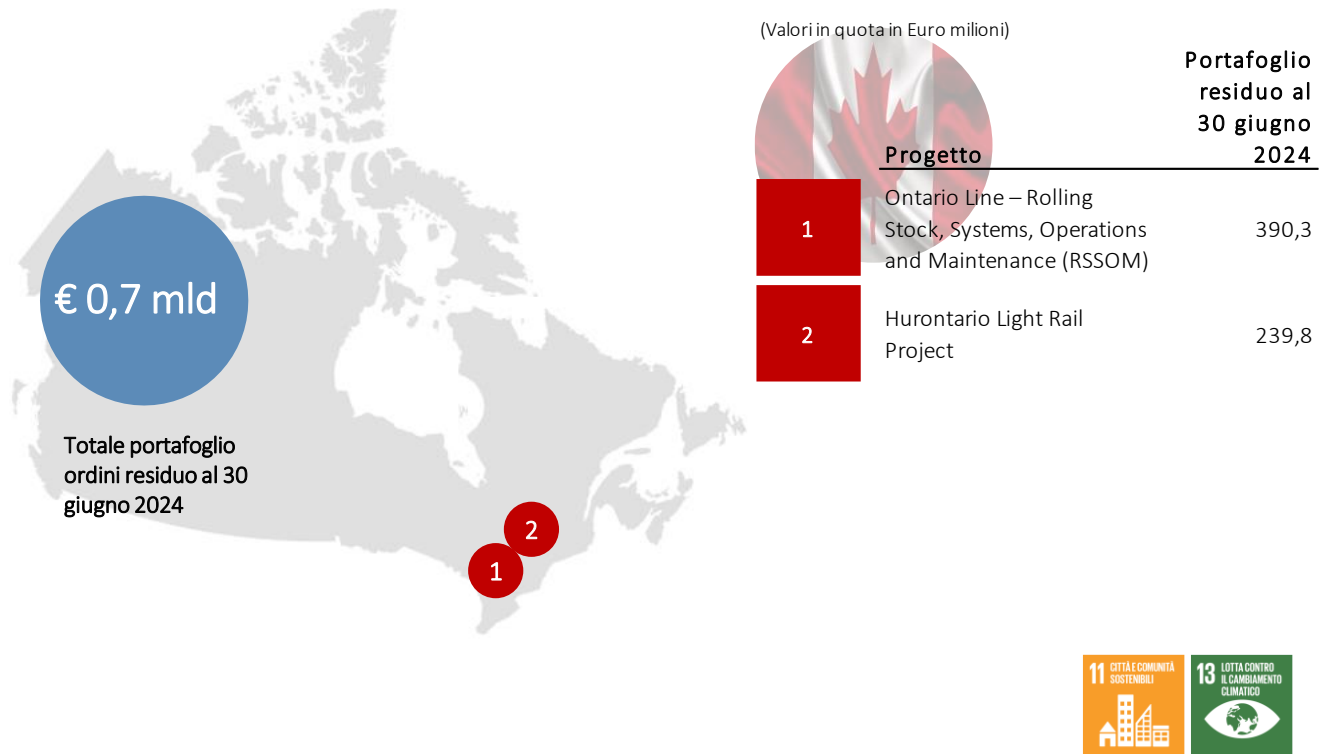 (Valori in quota in Euro milioni)
Portafoglio
residuo al
30 giugno
Progetto 2024
1
Ontario Line – Rolling
Stock, Systems, Operations
and Maintenance (RSSOM)
390,3
2
Hurontario Light Rail
Project
239,8
€ 0,7 mld
Totale portafoglio
ordini residuo al 30
giugno 2024
2
1
11 CITTÀ E COMUNITÀ
SOSTENIBILI
13 LOTTA CONTRO
IL CAMBIAMENTO
CLIMATICO